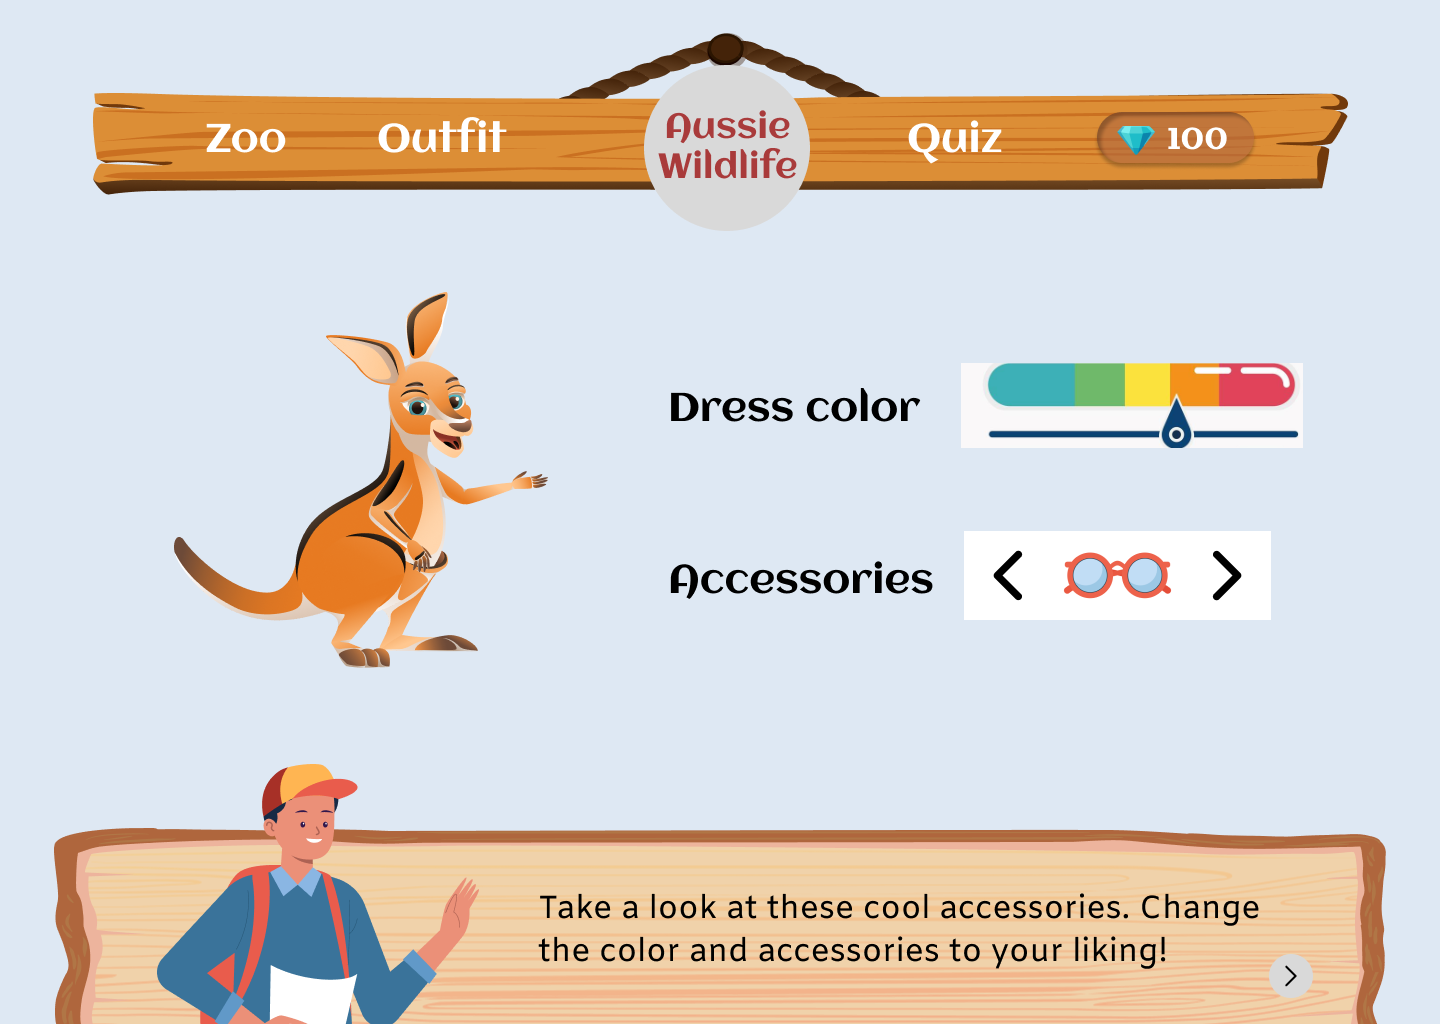 Zoo
Outfit
Aussie
Wildlife
Quiz
100
Dress color
Accessories
Take a look at these cool accessories. Change
the color and accessories to your liking!